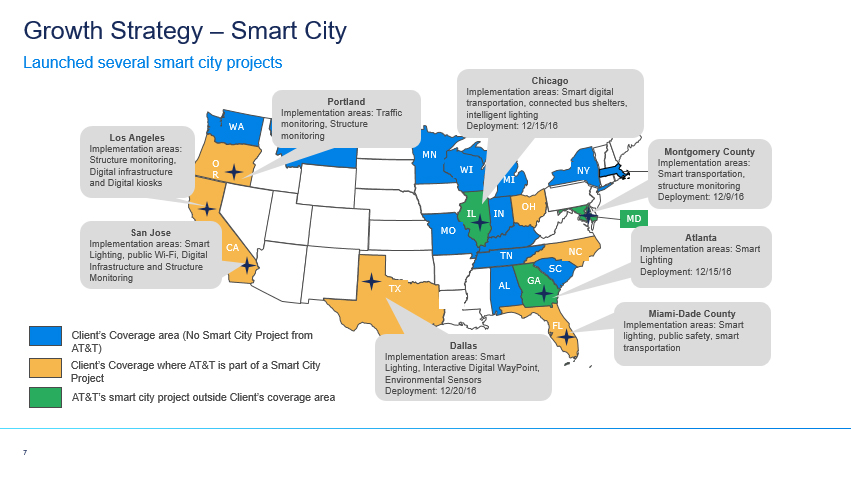 Growth Strategy – Smart City
Launched several smart city projects
Chicago
Implementation areas: Smart digital
transportation, connected bus shelters,
intelligent lighting
Deployment: 12/15/16
Portland
Implementation areas: Traffic
monitoring, Structure
monitoring
Los Angeles
Implementation areas:
Structure monitoring,
Digital infrastructure
and Digital kiosks
Montgomery County
Implementation areas:
Smart transportation,
structure monitoring
Deployment: 12/9/16
San Jose
Implementation areas: Smart
Lighting, public Wi-Fi, Digital
Infrastructure and Structure
Monitoring
Atlanta
Implementation areas: Smart
Lighting
Deployment: 12/15/16
Miami-Dade County
Implementation areas: Smart
lighting, public safety, smart
transportation
Dallas
Implementation areas: Smart
Lighting, Interactive Digital WayPoint,
Environmental Sensors
Deployment: 12/20/16
WA
O
R
CA
MN
WI
MI
NY
IL
IN
OH
MD
MO
TN
NC
SC
AL
GA
TX
FL
Client’s Coverage area (No Smart City Project from
AT&T)
Client’s Coverage where AT&T is part of a Smart City
Project
AT&T’s smart city project outside Client’s coverage area
7